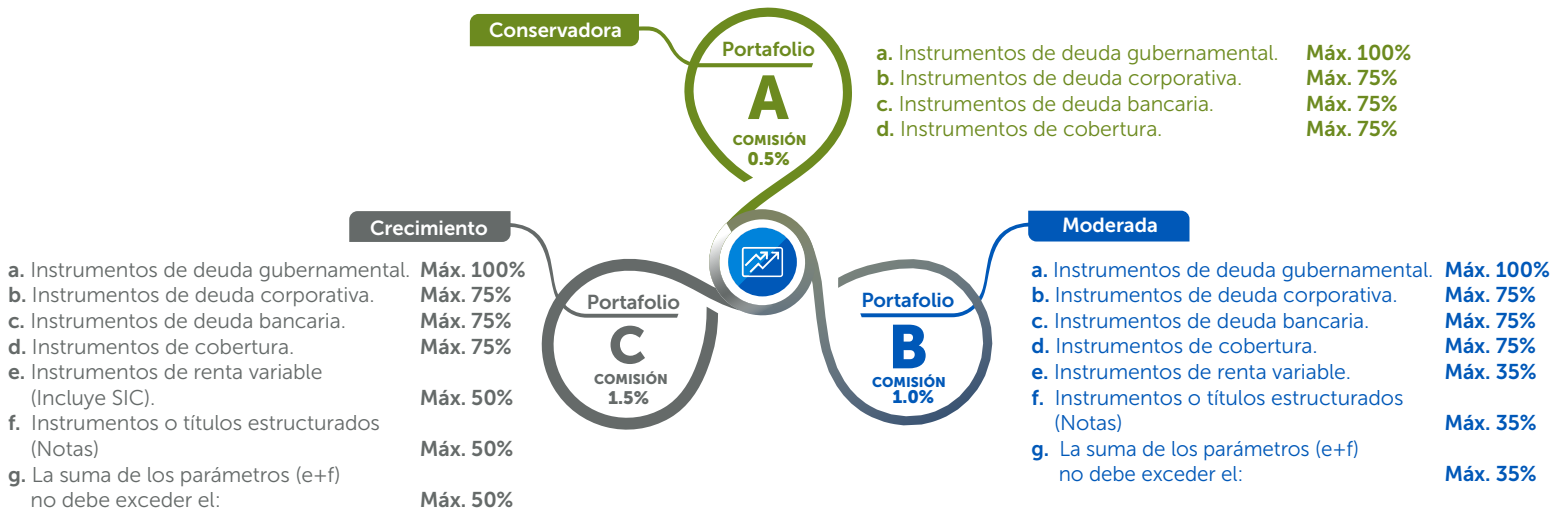 Conservadora
Portafolio
A
COMISIÓN
0.5%
a. Instrumentos de deuda gubernamental. Máx. 100%
b. Instrumentos de deuda corporativa. Máx. 75%
c. Instrumentos de deuda bancaria. Máx. 75%
d. Instrumentos de cobertura. Máx. 75%
Crecimiento
a. Instrumentos de deuda gubernamental. Máx. 100%
b. Instrumentos de deuda corporativa. Máx. 75%
c. Instrumentos de deuda bancaria. Máx. 75%
d. Instrumentos de cobertura. Máx. 75%
e. Instrumentos de renta variable
(Incluye SIC). Máx. 50%
f. Instrumentos o títulos estructurados
(Notas) Máx. 50%
g. La suma de los parámetros (e+f)
no debe exceder el: Máx. 50%
Portafolio
C
COMISIÓN
1.5%
Moderada
Portafolio
B
COMISIÓN
1.0%
a. Instrumentos de deuda gubernamental. Máx. 100%
b. Instrumentos de deuda corporativa. Máx. 75%
c. Instrumentos de deuda bancaria. Máx. 75%
d. Instrumentos de cobertura. Máx. 75%
e. Instrumentos de renta variable. Máx. 35%
f. Instrumentos o títulos estructurados
(Notas) Máx. 35%
g. La suma de los parámetros (e+f)
no debe exceder el: Máx. 35%